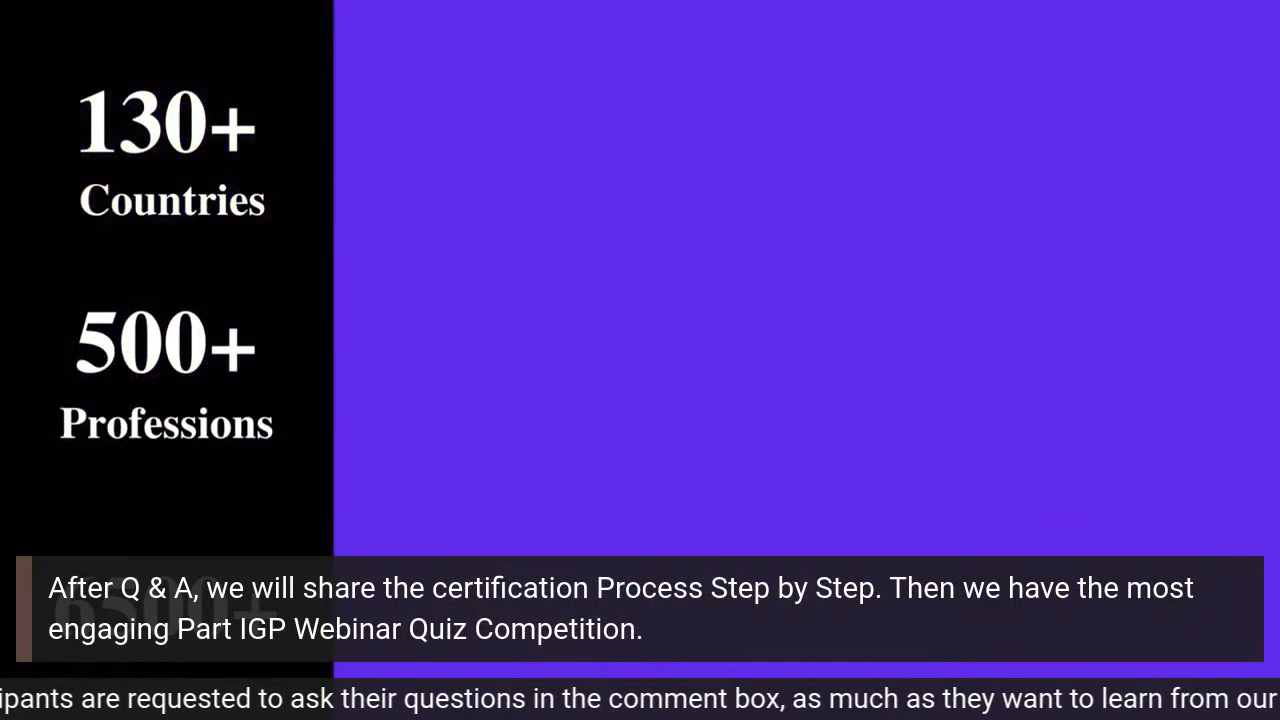 130+
Countries
500+
Professions
6500+
After Q & A, we will share the certification Process Step by Step. Then we have the most
engaging Part IGP Webinar Quiz Competition.
ipants are requested to ask their questions in the comment box, as much as they want to learn from our